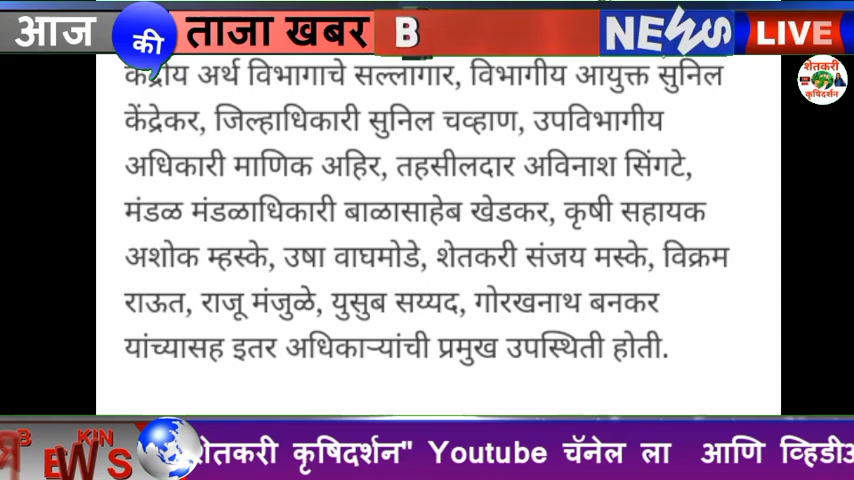 आज की ताजा खबर B NEWS LIVE
शेतकरी
कृषिदर्शन
केंद्रीय अर्थ विभागाचे सल्लागार, विभागीय आयुक्त सुनिल
केंद्रेकर, जिल्हाधिकारी सुनिल चव्हाण, उपविभागीय
अधिकारी माणिक अहिर, तहसीलदार अविनाश सिंगटे,
मंडळ मंडळाधिकारी बाळासाहेब खेडकर, कृषी सहायक
अशोक म्हस्के, उषा वाघमोडे, शेतकरी संजय मस्के, विक्रम
राऊत, राजू मंजुळे, युसुब सय्यद, गोरखनाथ बनकर
यांच्यासह इतर अधिकाऱ्यांची प्रमुख उपस्थिती होती.
शेतकरी कृषिदर्शन" Youtube चॅनेल ला आणि